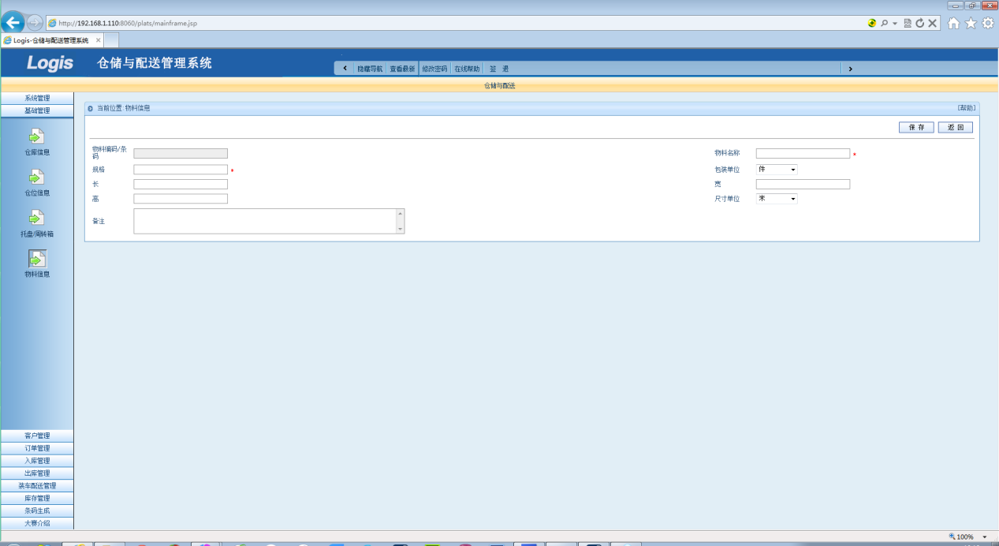 http://192.168.1.110:8060/plats/mainframe.jsp
Logis-仓储与配送管理系统
Logis 仓储与配送管理系统
隐藏导航 查看最新 修改密码 在线帮助 签 退
仓储与配送
系统管理
基础管理
仓库信息
仓位信息
托盘/周转箱
物料信息
客户管理
订单管理
入库管理
出库管理
装车配送管理
库存管理
条码生成
大赛介绍
当前位置:物料信息 [帮助]
保 存 返 回
物料编码/条
码
物料名称 *
规格 * 包装单位 件
长 宽
高 尺寸单位 米
备注
100%